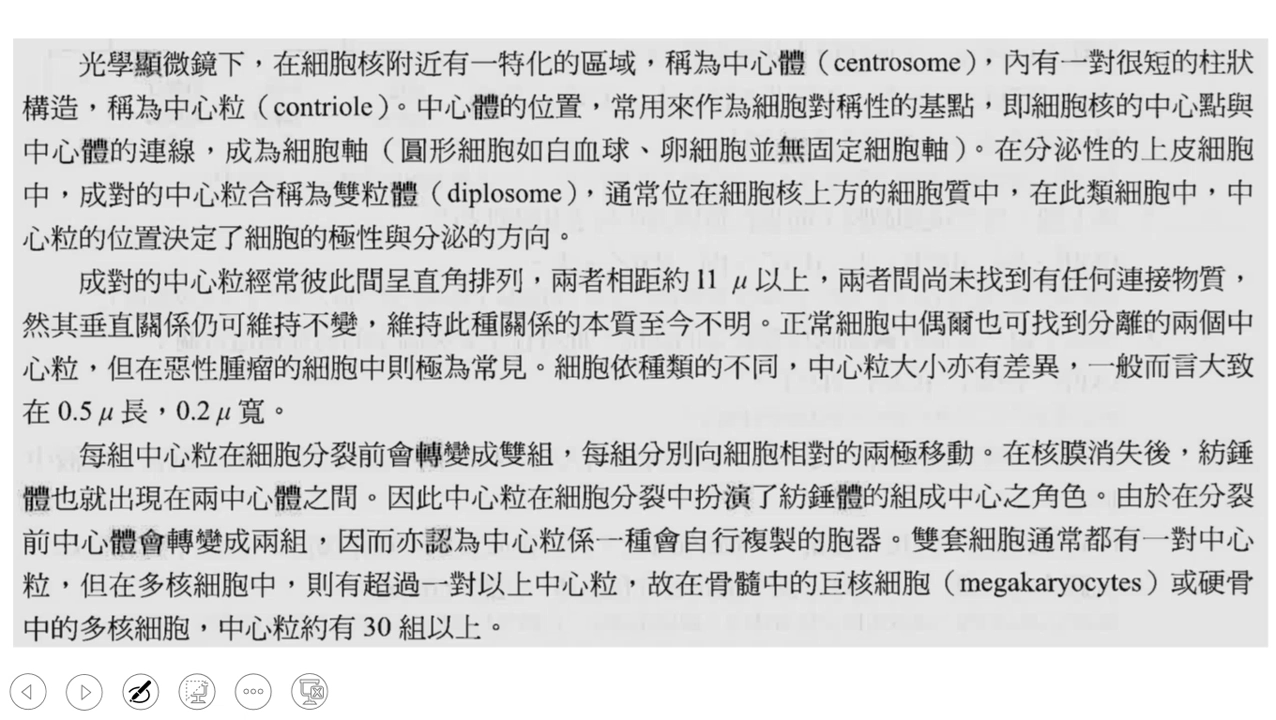 光學顯微鏡下，在細胞核附近有一特化的區域，稱為中心體（centrosome），內有一對很短的柱狀
構造，稱為中心粒（contriole）。中心體的位置，常用來作為細胞對稱性的基點，即細胞核的中心點與
中心體的連線，成為細胞軸（圓形細胞如白血球、卵細胞並無固定細胞軸）。在分泌性的上皮細胞
中，成對的中心粒合稱為雙粒體（diplosome），通常位在細胞核上方的細胞質中，在此類細胞中，中
心粒的位置決定了細胞的極性與分泌的方向。
成對的中心粒經常彼此間呈直角排列，兩者相距約 11 μ 以上，兩者間尚未找到有任何連接物質，
然其垂直關係仍可維持不變，維持此種關係的本質至今不明。正常細胞中偶爾也可找到分離的兩個中
心粒，但在惡性腫瘤的細胞中則極為常見。細胞依種類的不同，中心粒大小亦有差異，一般而言大致
在 0.5 μ 長，0.2 μ 寬。
每組中心粒在細胞分裂前會轉變成雙組，每組分別向細胞相對的兩極移動。在核膜消失後，紡錘
體也就出現在兩中心體之間。因此中心粒在細胞分裂中扮演了紡錘體的組成中心之角色。由於在分裂
前中心體會轉變成兩組，因而亦認為中心粒係一種會自行複製的胞器。雙套細胞通常都有一對中心
粒，但在多核細胞中，則有超過一對以上中心粒，故在骨髓中的巨核細胞（megakaryocytes）或硬骨
中的多核細胞，中心粒約有 30 組以上。